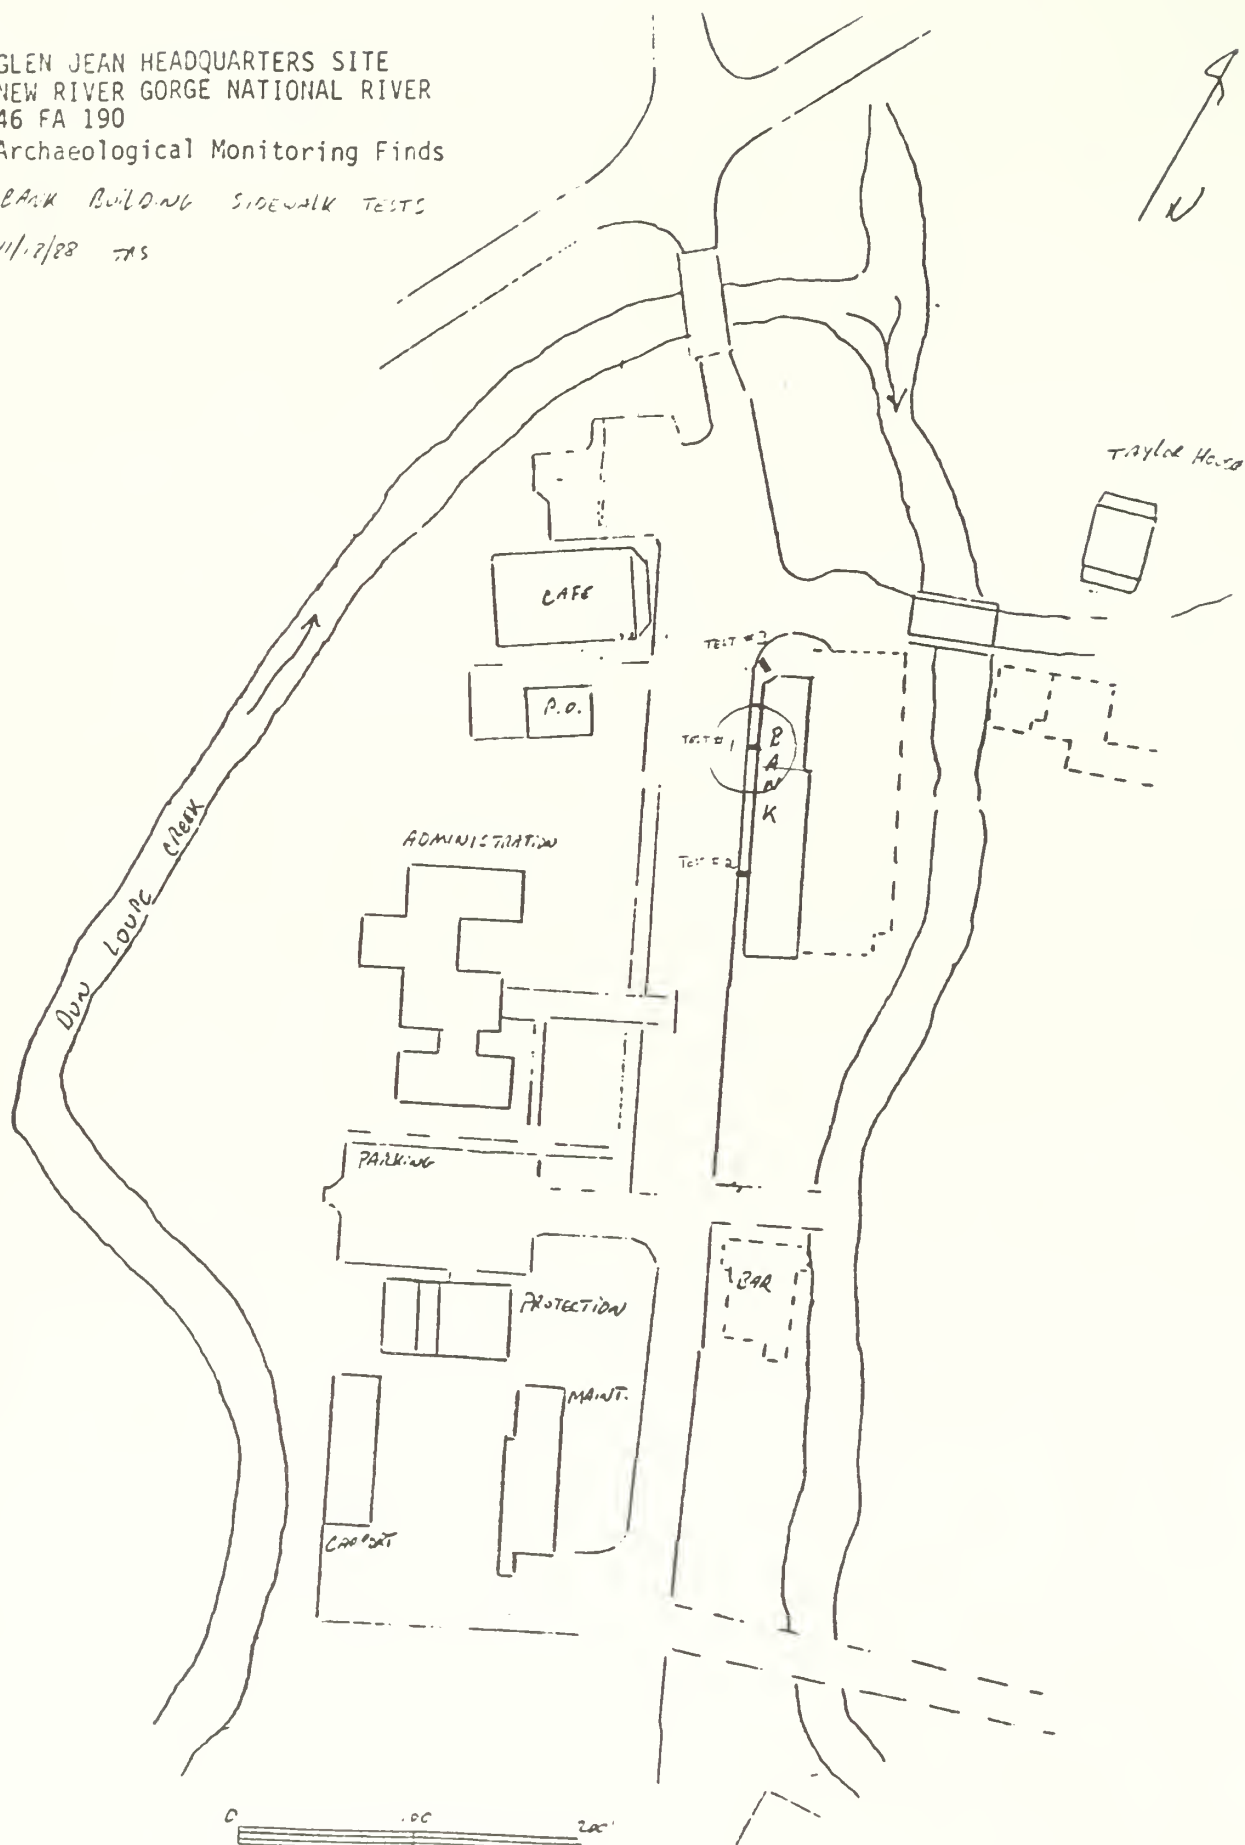 GLEN JEAN HEADQUARTERS SITE
NEW RIVER GORGE NATIONAL RIVER
46 FA 190
Archaeological Monitoring Finds
BANK BUILDING SIDEWALK TESTS
TAS
N
TAYLOR HOUSE
CAFE
TEST #3
P.O.
TEST #1
BANK
ADMINISTRATION
TEST #2
DUN LOUPE CREEK
PARKING
BAR
PROTECTION
MAINT.
CARPORT
0 100 200'